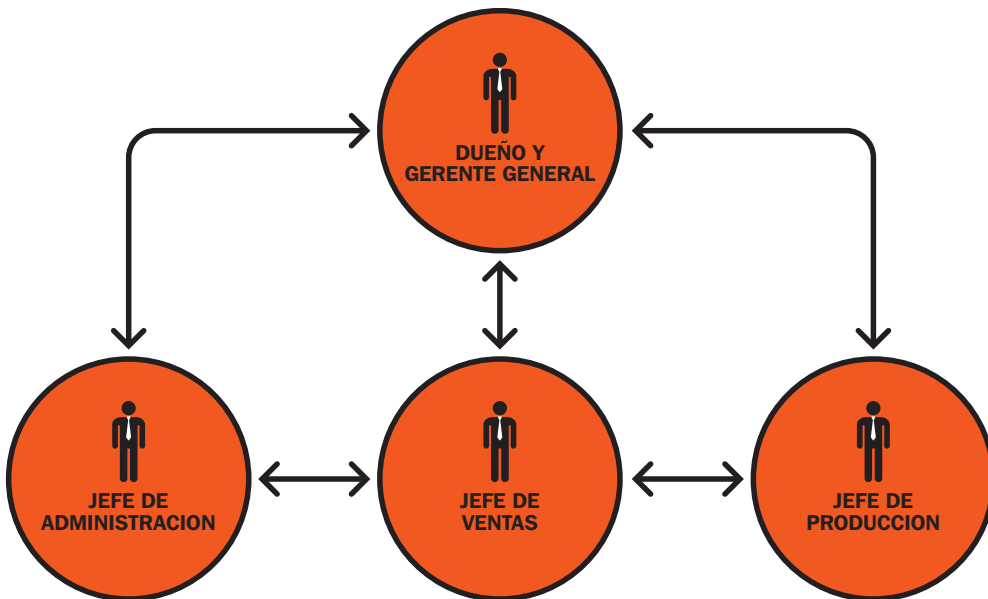 DUEÑO Y
GERENTE GENERAL
JEFE DE
ADMINISTRACION
JEFE DE
VENTAS
JEFE DE
PRODUCCION